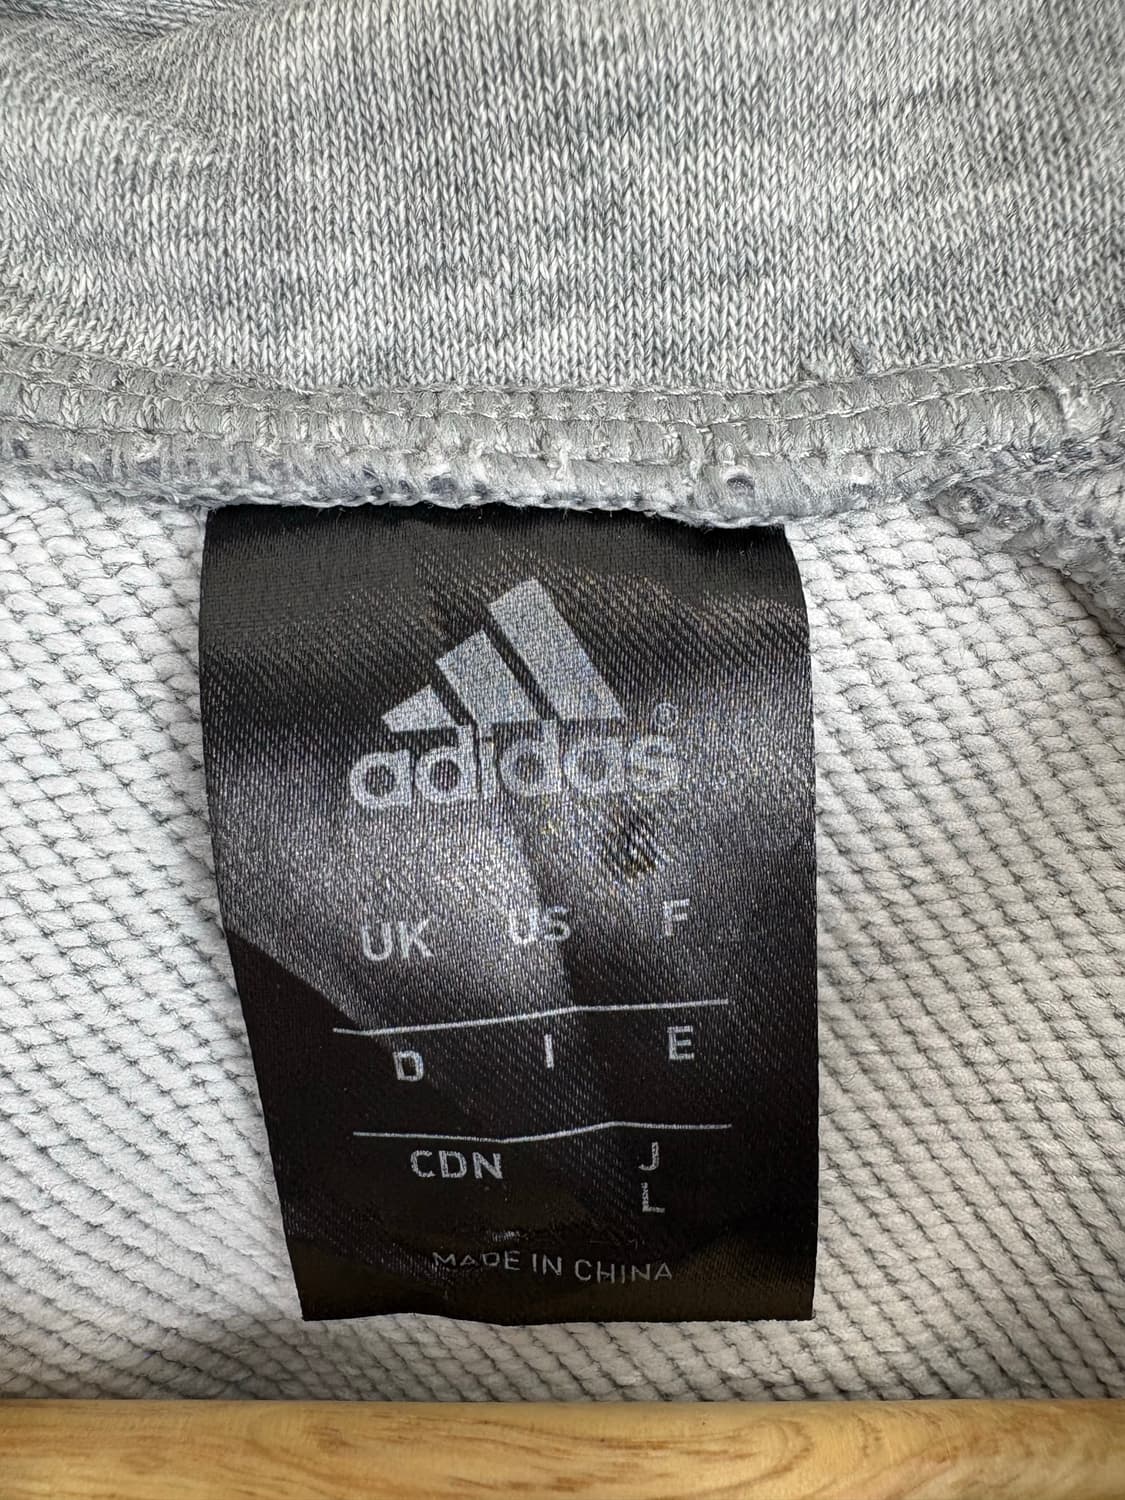 adidas®
UK US F
D I E
CDN J
L
MADE IN CHINA